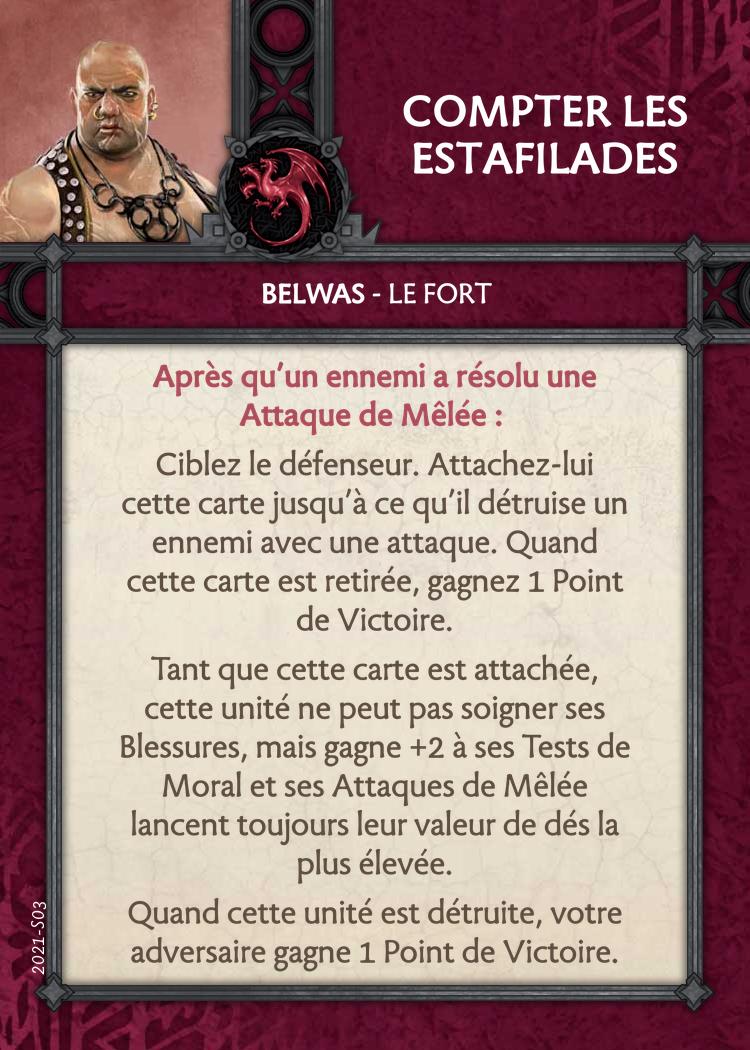 COMPTER LES
ESTAFILADES
BELWAS - LE FORT
Après qu'un ennemi a résolu une
Attaque de Mêlée :
Ciblez le défenseur. Attachez-lui
cette carte jusqu'à ce qu'il détruise un
ennemi avec une attaque. Quand
cette carte est retirée, gagnez 1 Point
de Victoire.
Tant que cette carte est attachée,
cette unité ne peut pas soigner ses
Blessures, mais gagne +2 à ses Tests de
Moral et ses Attaques de Mêlée
lancent toujours leur valeur de dés la
plus élevée.
Quand cette unité est détruite, votre
adversaire gagne 1 Point de Victoire.
2021-S03